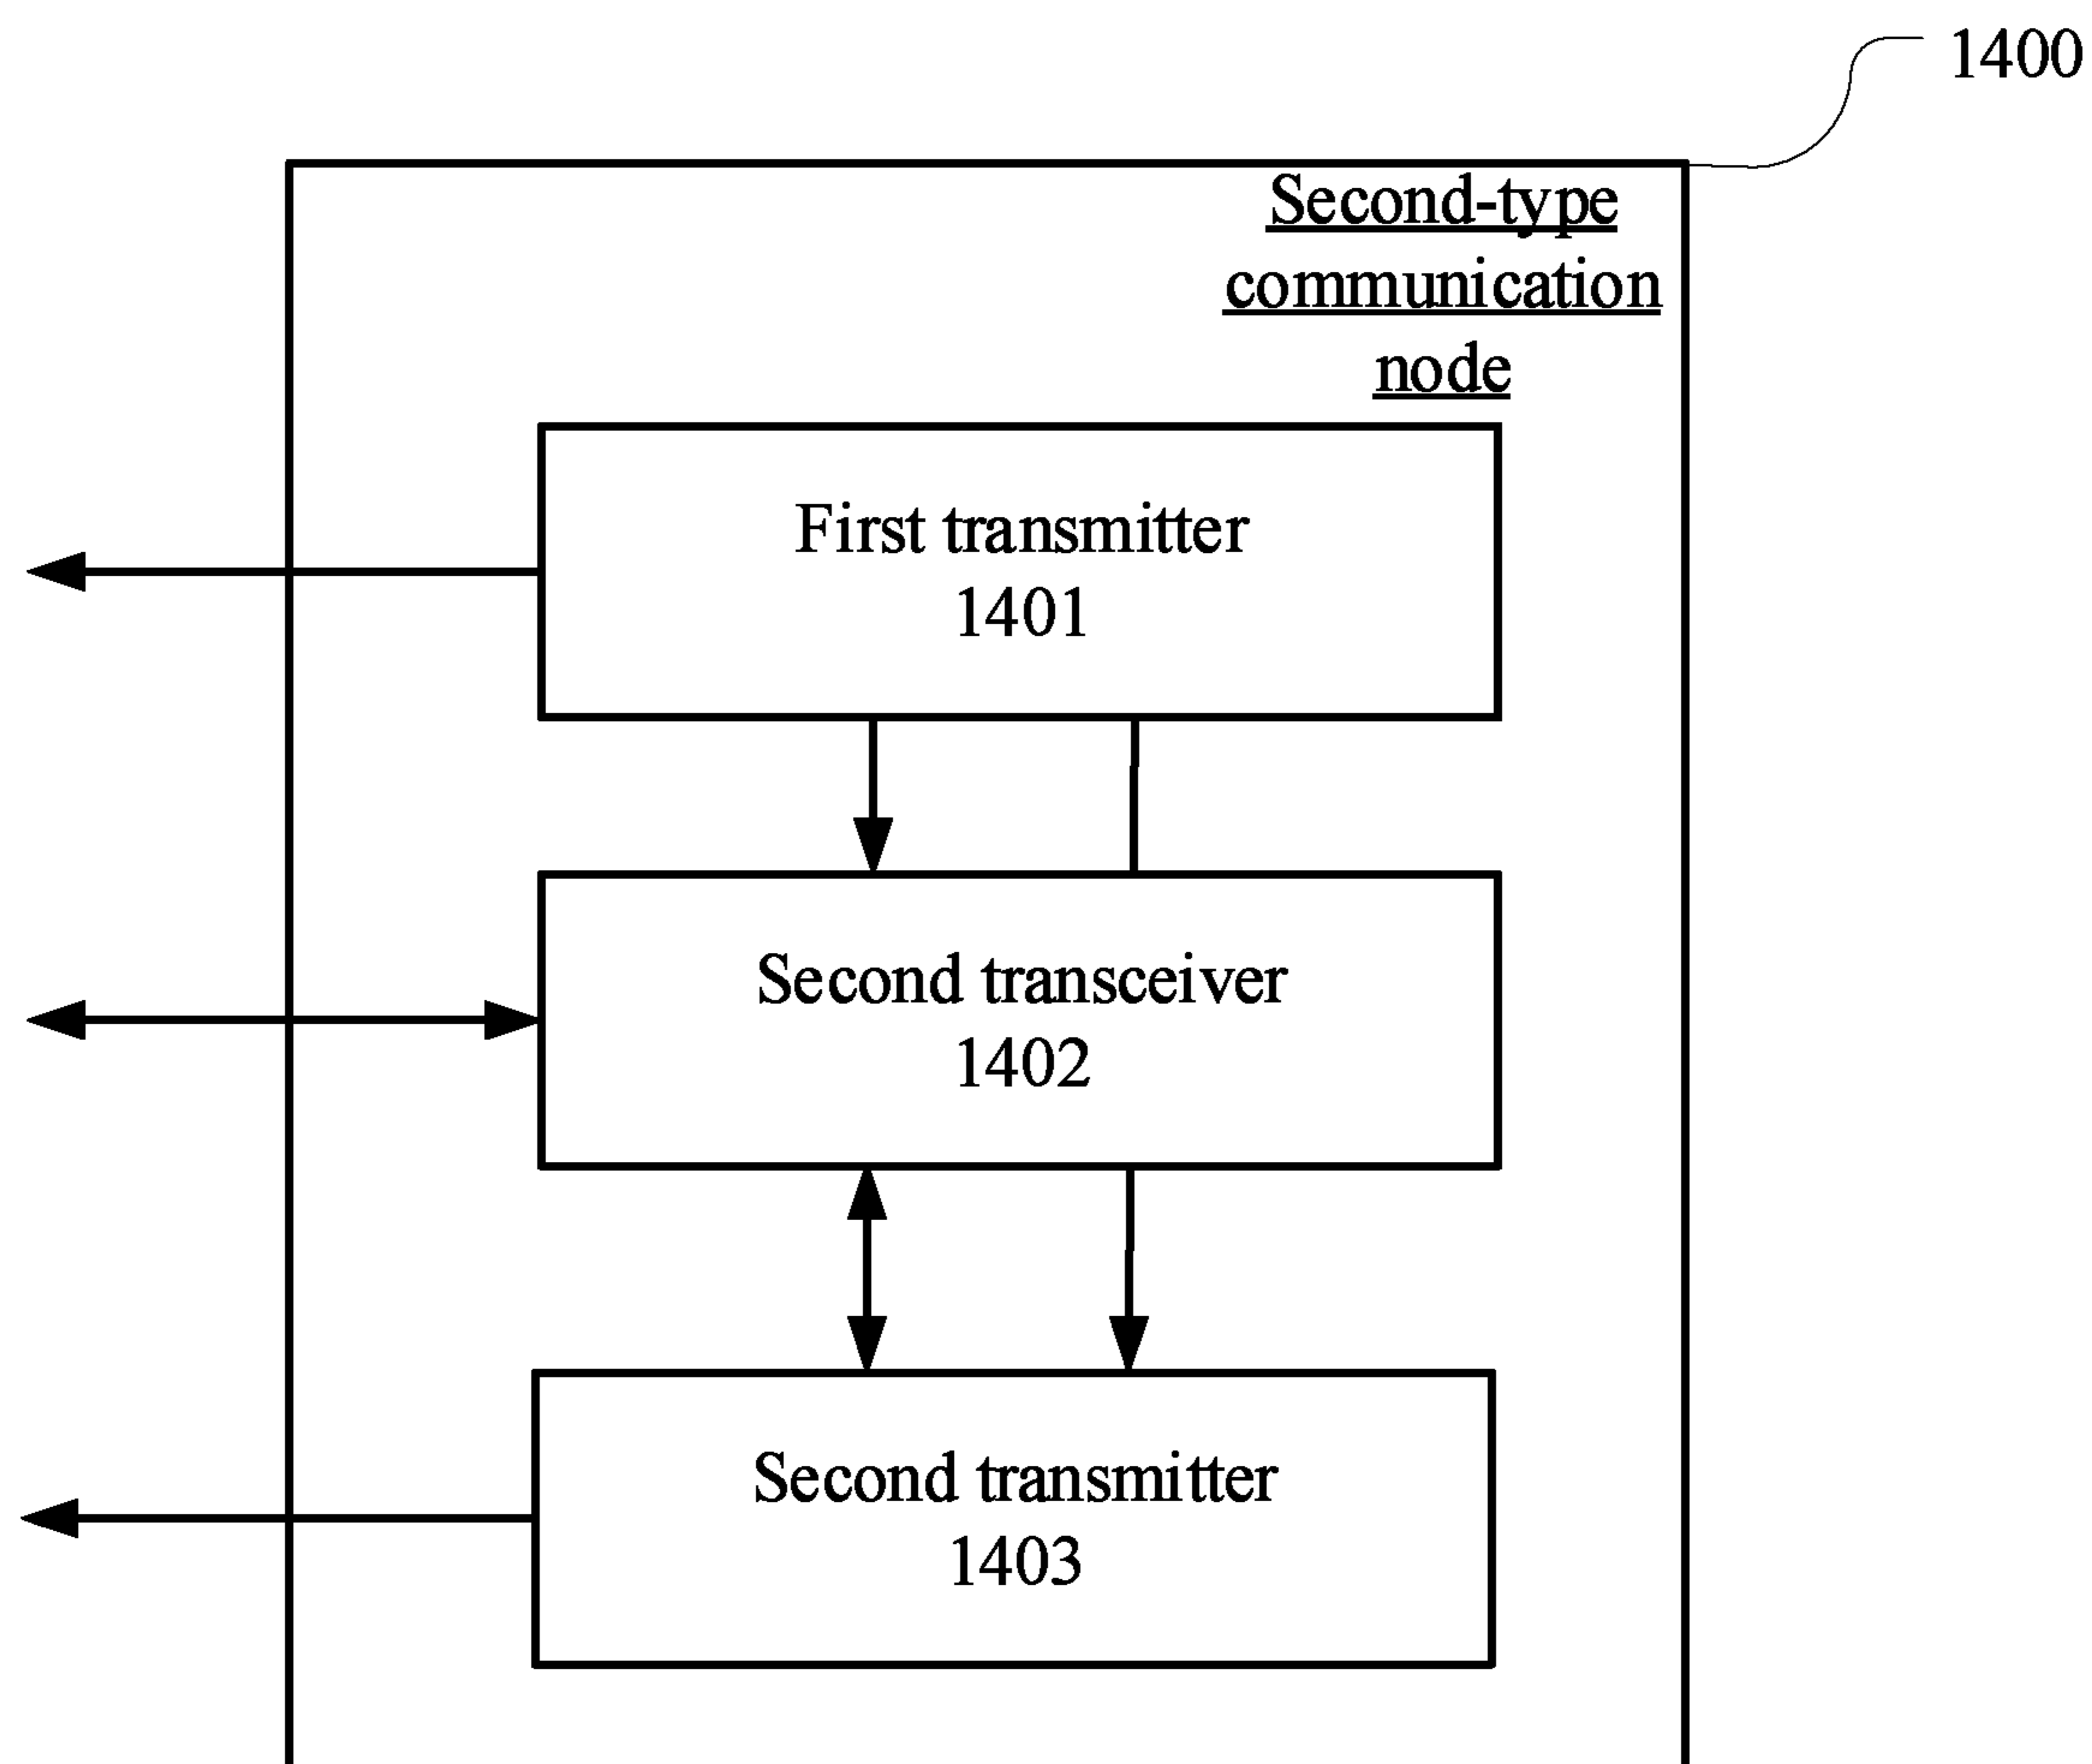 1400
Second-type
communication
node
First transmitter
1401
Second transceiver
1402
Second transmitter
1403